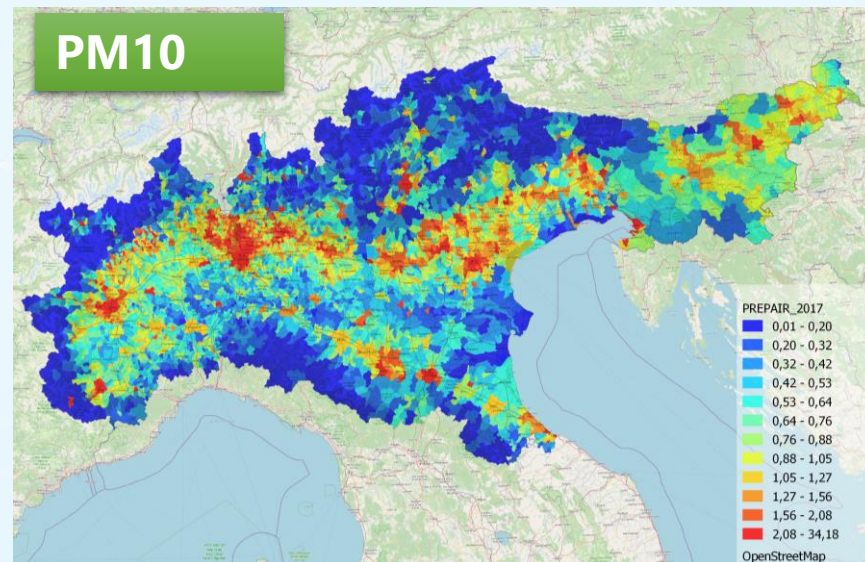 PM10
PREPAIR_2017
0,01 - 0,20
0,20 - 0,32
0,32 - 0,42
0,42 - 0,53
0,53 - 0,64
0,64 - 0,76
0,76 - 0,88
0,88 - 1,05
1,05 - 1,27
1,27 - 1,56
1,56 - 2,08
2,08 - 34,18
OpenStreetMap